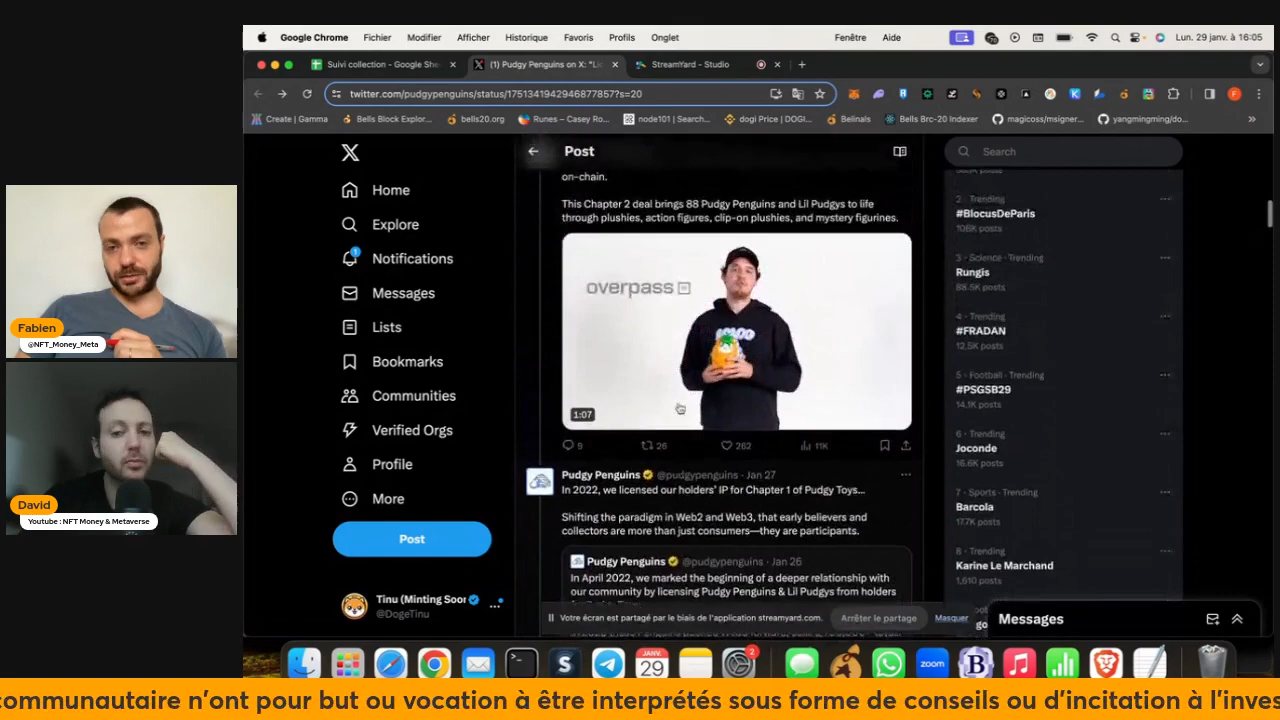 Google Chrome Fichier Modifier Afficher Historique Favoris Profils Onglet Fenêtre Aide Lun. 29 janv. à 16:05
Suivi collection - Google She
(1) Pudgy Penguins on X: "Li
StreamYard - Studio
twitter.com/pudgypenguins/status/1751341942946877857?s=20
Create | Gamma
Bells Block Explor...
bells20.org
Runes – Casey Ro...
node101 | Search...
dogi Price | DOGI...
Belinals
Bells Brc-20 Indexer
magicoss/msigner...
yangmingming/do...
Home
Explore
1
Notifications
Messages
Lists
Bookmarks
Communities
Verified Orgs
Profile
More
Post
Tinu (Minting Soon
@DogeTinu
Post
on-chain.
This Chapter 2 deal brings 88 Pudgy Penguins and Lil Pudgys to life
through plushies, action figures, clip-on plushies, and mystery figurines.
overpass
1:07
9 26 262 11K
Pudgy Penguins @pudgypenguins · Jan 27
In 2022, we licensed our holders' IP for Chapter 1 of Pudgy Toys...
Shifting the paradigm in Web2 and Web3, that early believers and
collectors are more than just consumers—they are participants.
Pudgy Penguins @pudgypenguins · Jan 26
In April 2022, we marked the beginning of a deeper relationship with
our community by licensing Pudgy Penguins & Lil Pudgys from holders
Votre écran est partagé par le biais de l'application streamyard.com.
Arrêter le partage
Masquer
Search
2 · Trending
#BlocusDeParis
108K posts
3 · Science · Trending
Rungis
88.5K posts
4 · Trending
#FRADAN
12.5K posts
5 · Football · Trending
#PSGSB29
14.1K posts
6 · Trending
Joconde
16.6K posts
7 · Sports · Trending
Barcola
17.7K posts
8 · Trending
Karine Le Marchand
1,610 posts
Messages
Fabien
@NFT_Money_Meta
David
Youtube : NFT Money & Metaverse
JANV.
29
2
zoom
communautaire n'ont pour but ou vocation à être interprétés sous forme de conseils ou d'incitation à l'inves